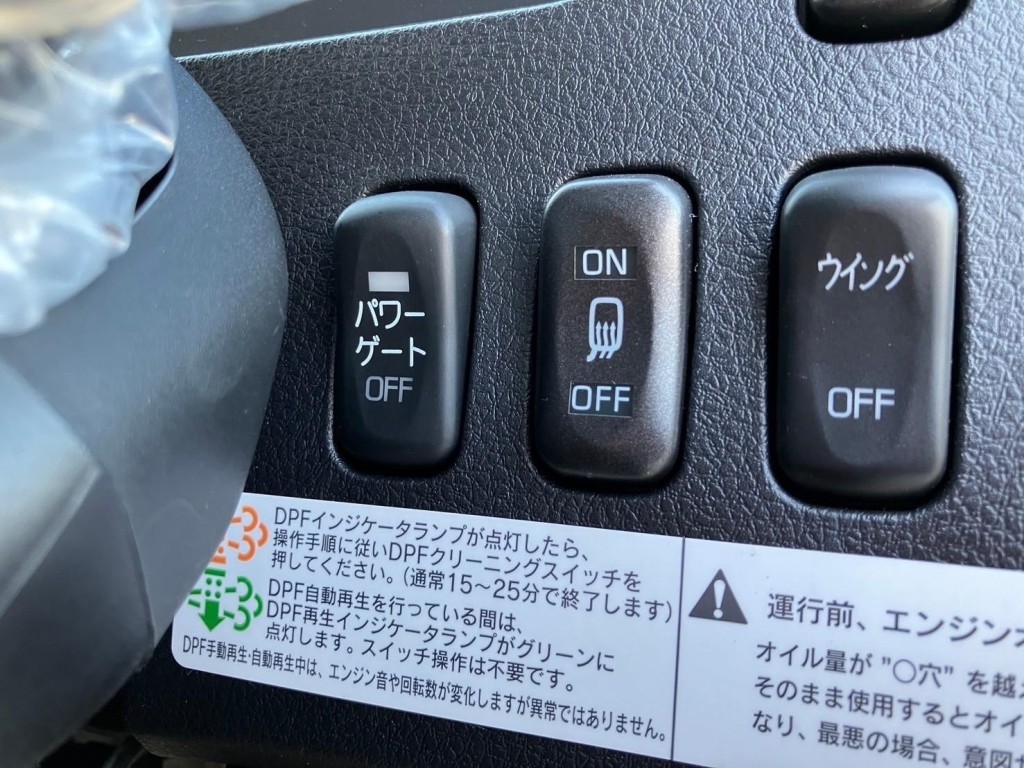 パワー
ゲート
OFF
ON
OFF
ウイング
OFF
DPFインジケータランプが点灯したら、
操作手順に従いDPFクリーニングスイッチを
押してください。(通常15～25分で終了します)
DPF自動再生を行っている間は、
DPF再生インジケータランプがグリーンに
点灯します。スイッチ操作は不要です。
DPF手動再生・自動再生中は、エンジン音や回転数が変化しますが異常ではありません。
運行前、エンジン
オイル量が "○穴" を越
そのまま使用するとオイ
なり、最悪の場合、意図